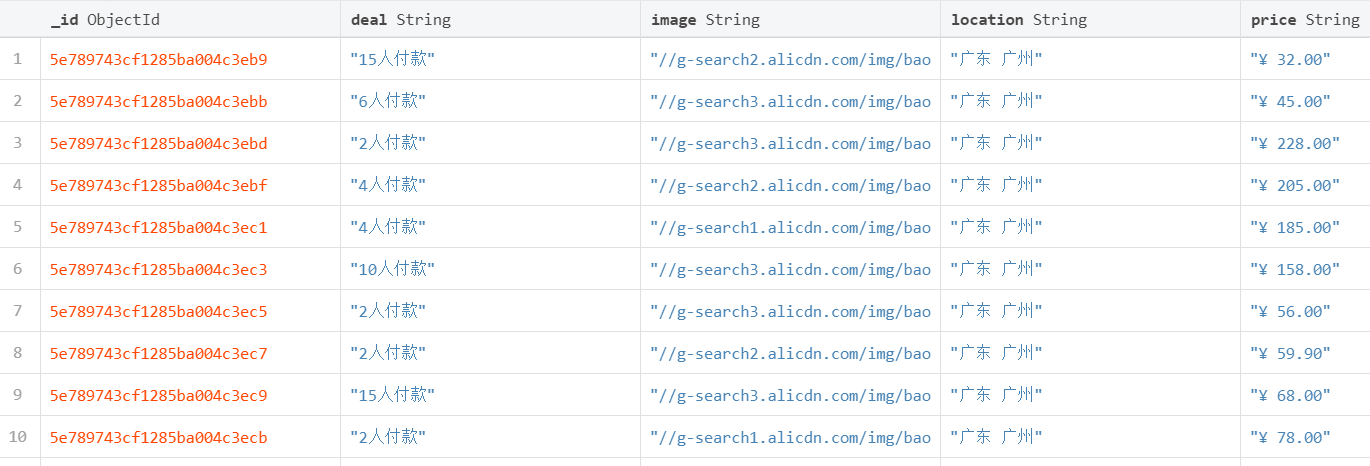 _id ObjectId deal String image String location String price String
1 5e789743cf1285ba004c3eb9 "15人付款" "//g-search2.alicdn.com/img/bao "广东 广州" "¥ 32.00"
2 5e789743cf1285ba004c3ebb "6人付款" "//g-search3.alicdn.com/img/bao "广东 广州" "¥ 45.00"
3 5e789743cf1285ba004c3ebd "2人付款" "//g-search3.alicdn.com/img/bao "广东 广州" "¥ 228.00"
4 5e789743cf1285ba004c3ebf "4人付款" "//g-search2.alicdn.com/img/bao "广东 广州" "¥ 205.00"
5 5e789743cf1285ba004c3ec1 "4人付款" "//g-search1.alicdn.com/img/bao "广东 广州" "¥ 185.00"
6 5e789743cf1285ba004c3ec3 "10人付款" "//g-search3.alicdn.com/img/bao "广东 广州" "¥ 158.00"
7 5e789743cf1285ba004c3ec5 "2人付款" "//g-search3.alicdn.com/img/bao "广东 广州" "¥ 56.00"
8 5e789743cf1285ba004c3ec7 "2人付款" "//g-search2.alicdn.com/img/bao "广东 广州" "¥ 59.90"
9 5e789743cf1285ba004c3ec9 "15人付款" "//g-search3.alicdn.com/img/bao "广东 广州" "¥ 68.00"
10 5e789743cf1285ba004c3ecb "2人付款" "//g-search1.alicdn.com/img/bao "广东 广州" "¥ 78.00"